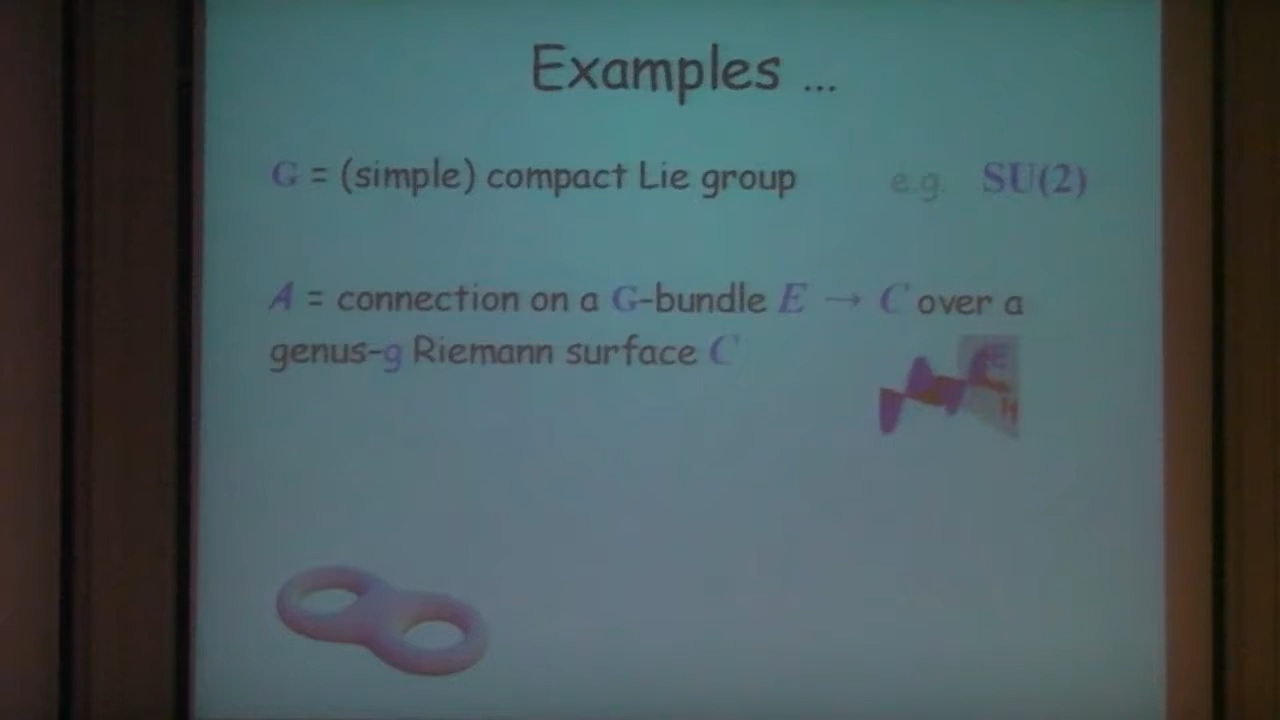 Examples ...
G = (simple) compact Lie group e.g. SU(2)
A = connection on a G-bundle E → C over a
genus-g Riemann surface C
E